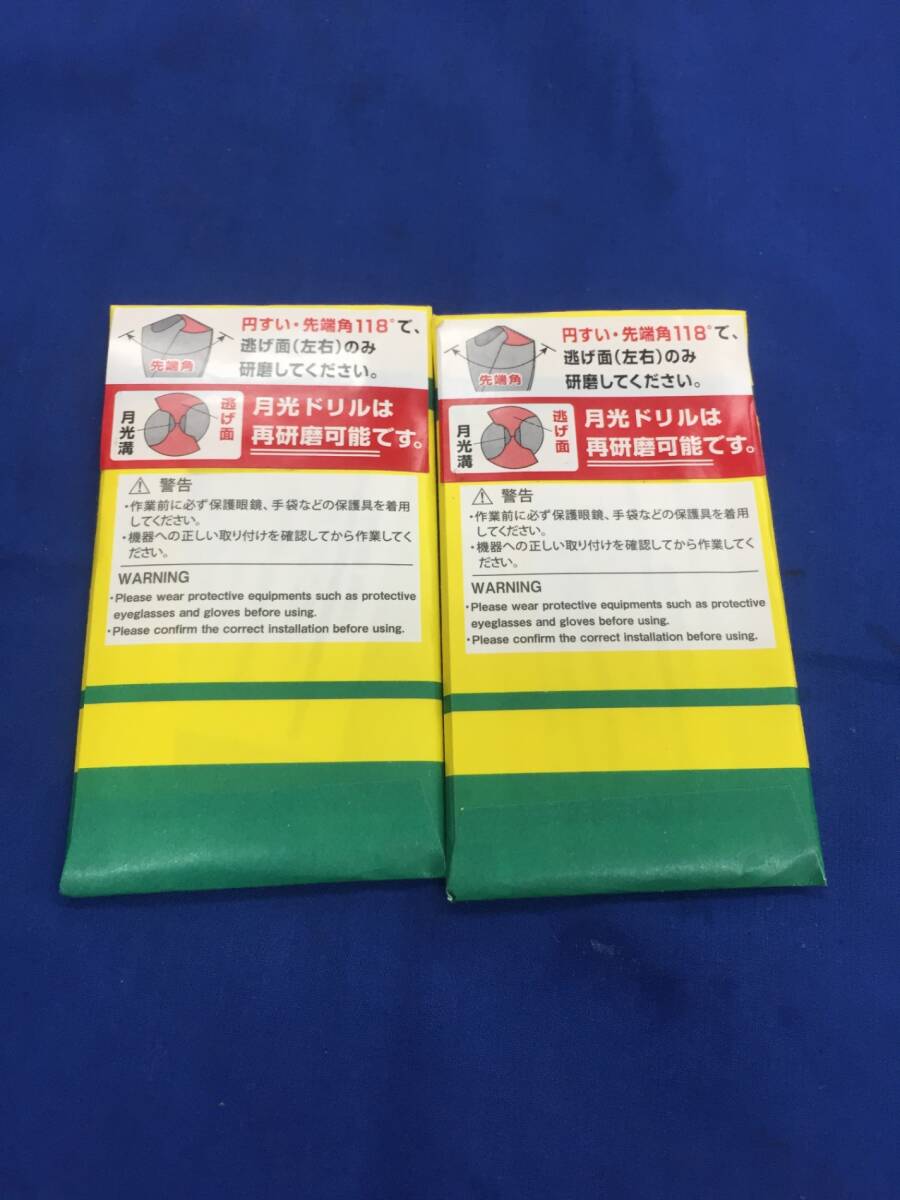 円すい・先端角118°で、
逃げ面(左右)のみ
研磨してください。
先端角
月光溝
逃げ面
月光ドリルは
再研磨可能です。
⚠ 警告
・作業前に必ず保護眼鏡、手袋などの保護具を着用
してください。
・機器への正しい取り付けを確認してから作業してく
ださい。
WARNING
・Please wear protective equipments such as protective
eyeglasses and gloves before using.
・Please confirm the correct installation before using.
円すい・先端角118°で、
逃げ面(左右)のみ
研磨してください。
先端角
月光溝
逃げ面
月光ドリルは
再研磨可能です。
⚠ 警告
・作業前に必ず保護眼鏡、手袋などの保護具を着用
してください。
・機器への正しい取り付けを確認してから作業してく
ださい。
WARNING
・Please wear protective equipments such as protective
eyeglasses and gloves before using.
・Please confirm the correct installation before using.